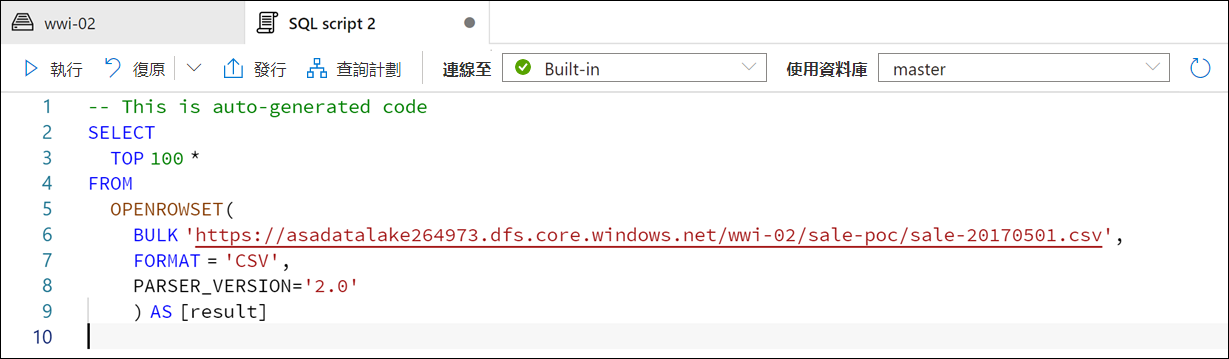 wwi-02 SQL script 2
執行 復原 發行 查詢計劃 連線至 Built-in 使用資料庫 master
1 -- This is auto-generated code
2 SELECT
3 TOP 100 *
4 FROM
5 OPENROWSET(
6 BULK 'https://asadatalake264973.dfs.core.windows.net/wwi-02/sale-poc/sale-20170501.csv',
7 FORMAT = 'CSV',
8 PARSER_VERSION='2.0'
9 ) AS [result]
10